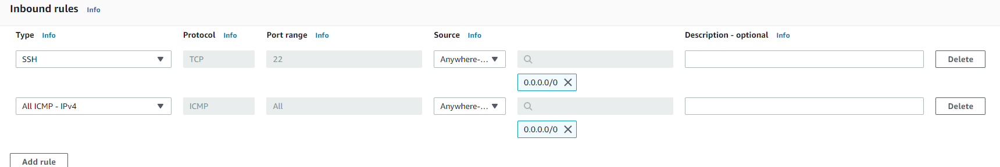 Inbound rules Info
Type Info Protocol Info Port range Info Source Info Description - optional Info
SSH TCP 22 Anywhere-... Delete
0.0.0.0/0
All ICMP - IPv4 ICMP All Anywhere-... Delete
0.0.0.0/0
Add rule